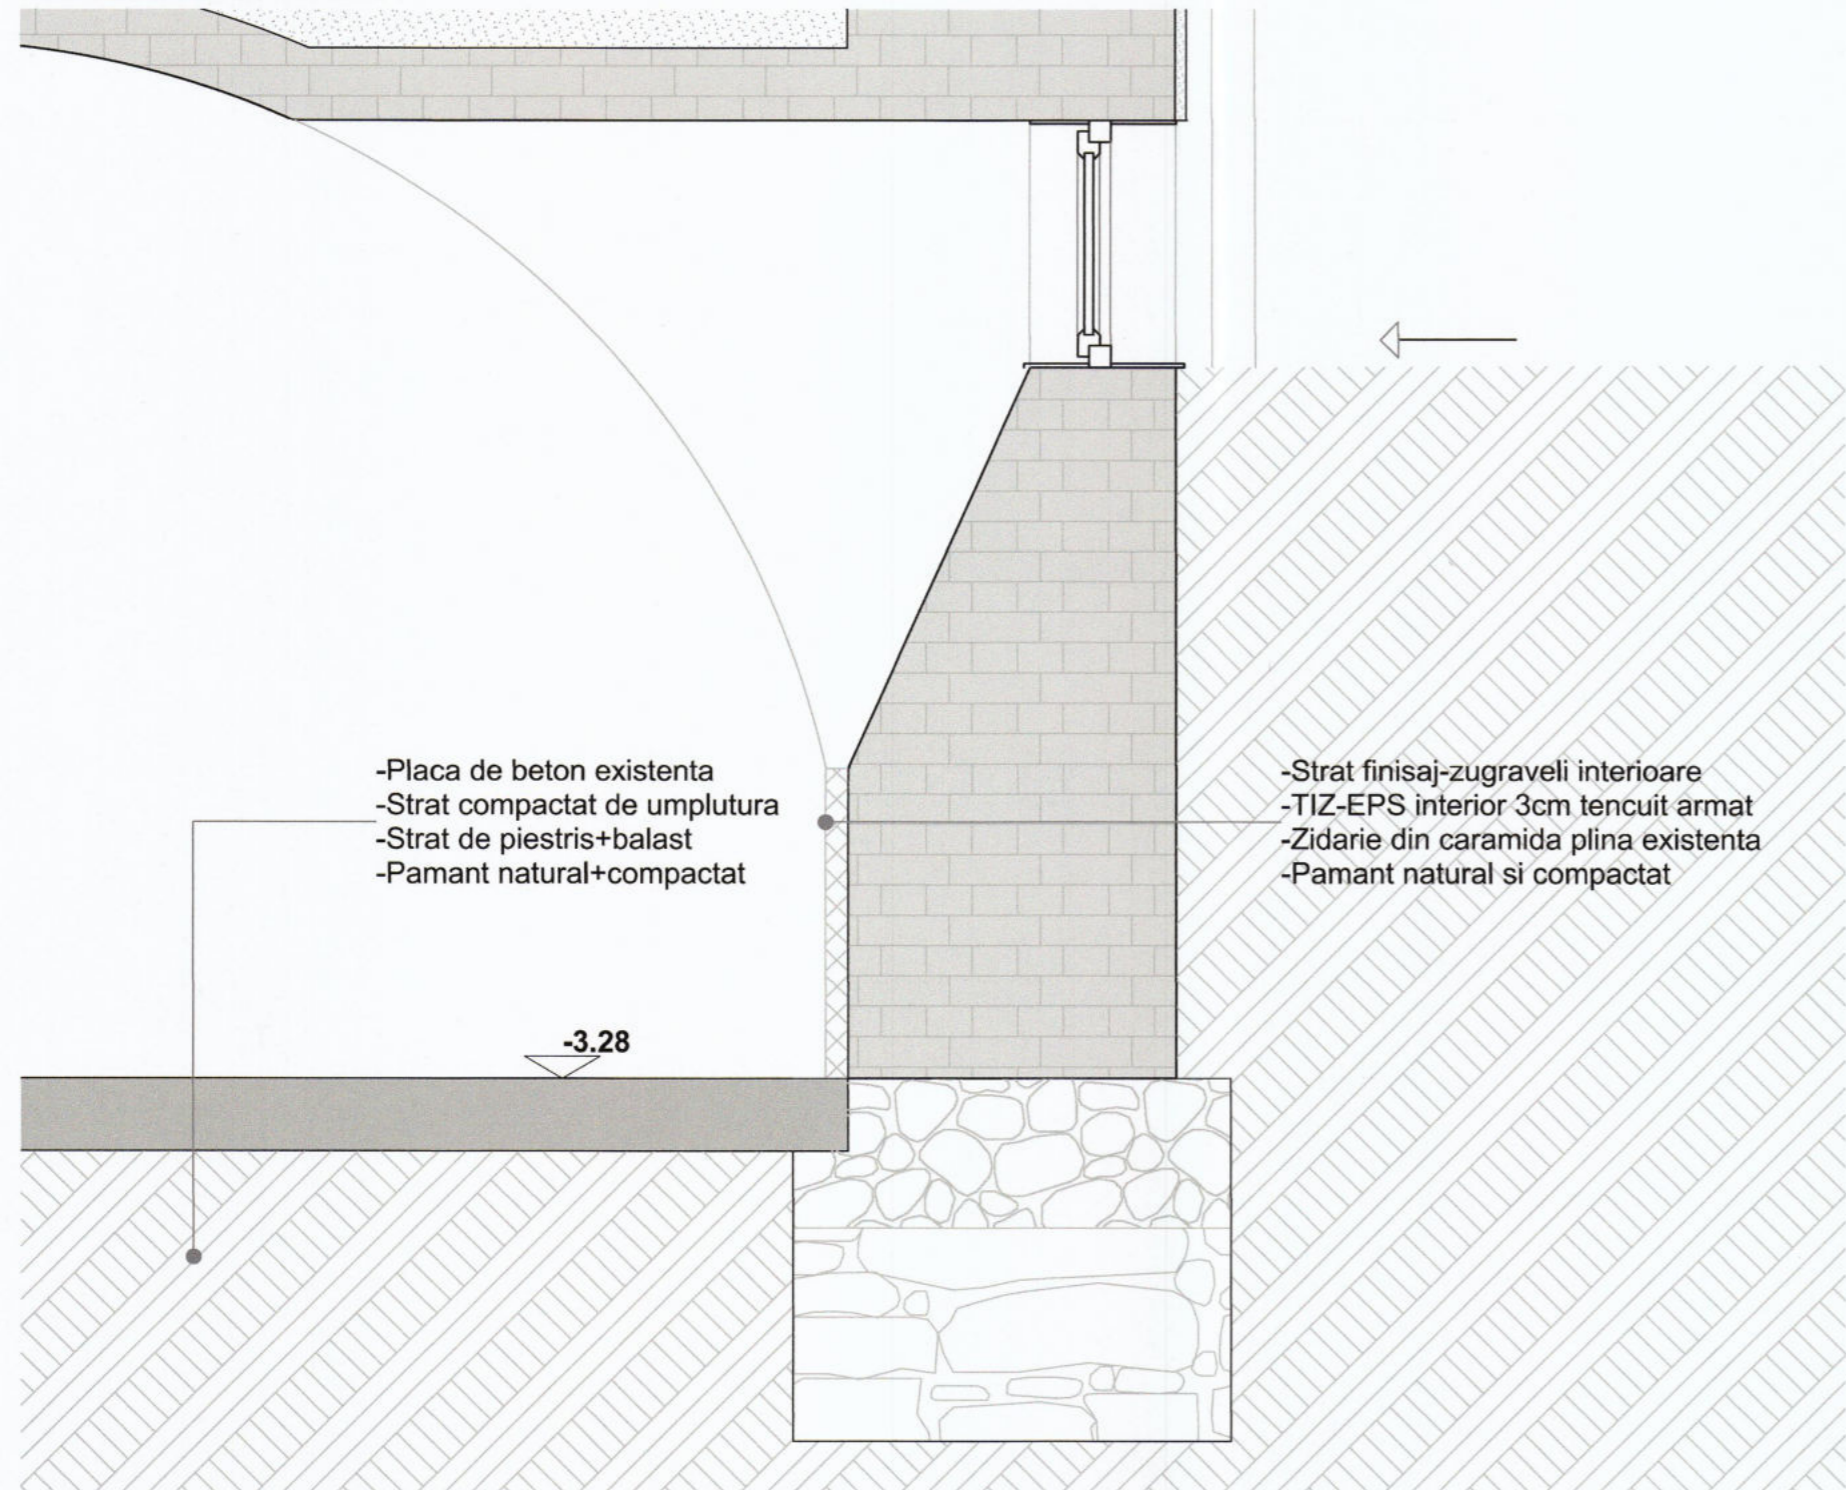 -Placa de beton existenta
-Strat compactat de umplutura
-Strat de piestris+balast
-Pamant natural+compactat
-Strat finisaj-zugraveli interioare
-TIZ-EPS interior 3cm tencuit armat
-Zidarie din caramida plina existenta
-Pamant natural si compactat
-3.28